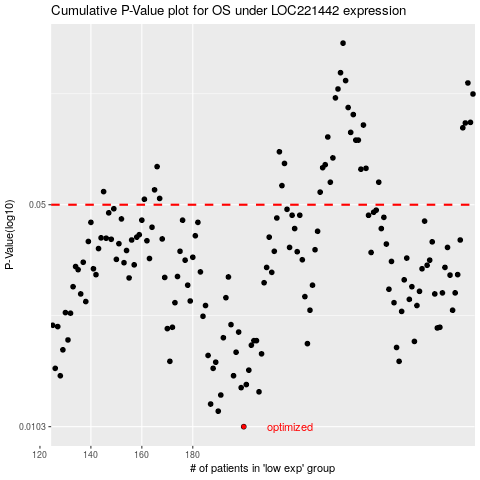 Cumulative P-Value plot for OS under LOC221442 expression
P-Value(log10)
0.05
0.0103
optimized
120 140 160 180
# of patients in 'low exp' group